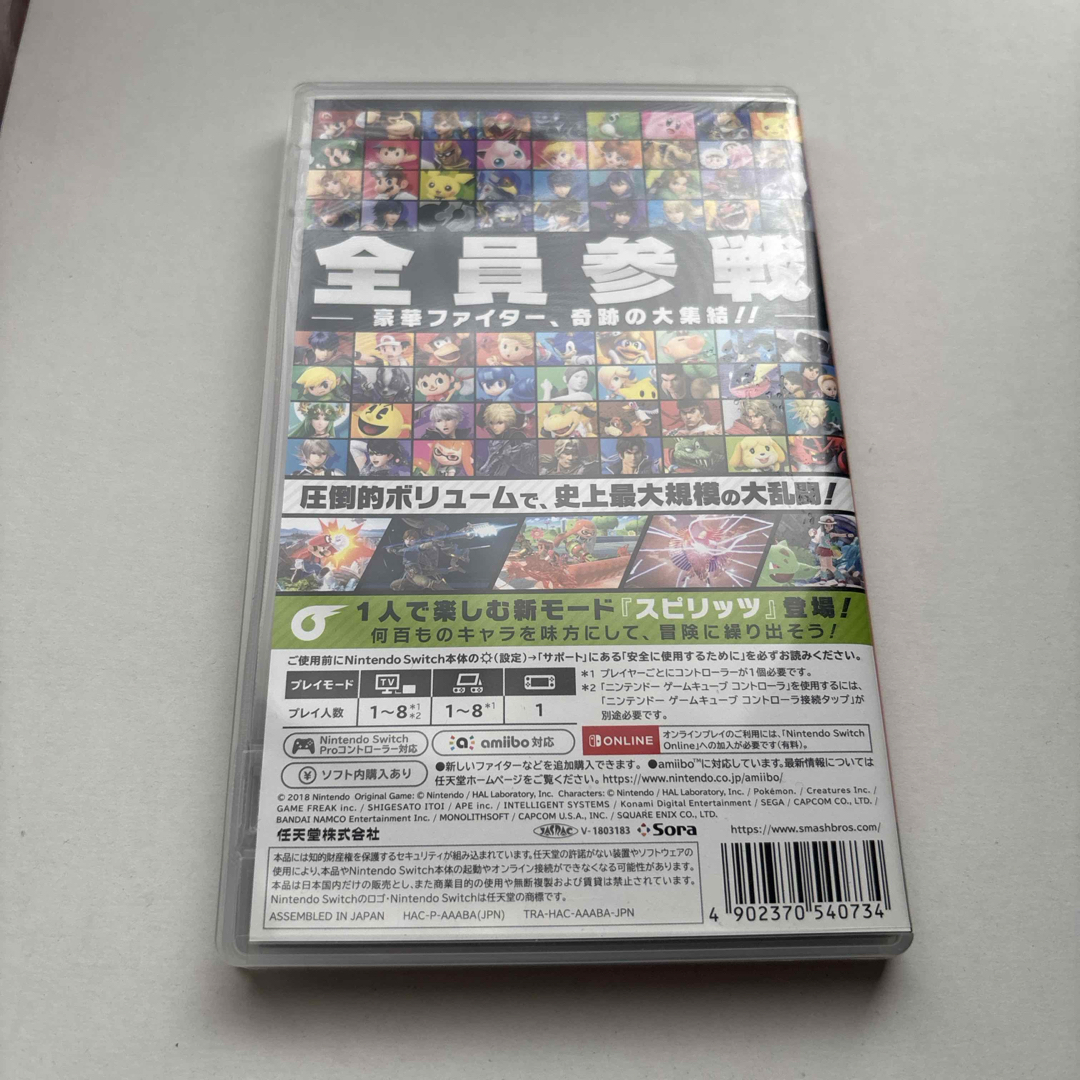 全員参戦
豪華ファイター、奇跡の大集結!!
圧倒的ボリュームで、史上最大規模の大乱闘!
1人で楽しむ新モード『スピリッツ』登場!
何百ものキャラを味方にして、冒険に繰り出そう!
ご使用前にNintendo Switch本体の(設定)→「サポート」にある「安全に使用するために」を必ずお読みください。
プレイモード TV
プレイ人数 1～8 *1 *2 1～8 *1 1
*1 プレイヤーごとにコントローラーが1個必要です。
*2 「ニンテンドー ゲームキューブ コントローラ」を使用するには、
「ニンテンドー ゲームキューブ コントローラ接続タップ」が
別途必要です。
Nintendo Switch
Proコントローラー対応
amiibo 対応
ONLINE
オンラインプレイのご利用には、「Nintendo Switch
Online」への加入が必要です(有料)。
¥ ソフト内購入あり
●新しいファイターなどを追加購入できます。 ●amiibo™に対応しています。最新情報については
任天堂ホームページをご覧ください。https://www.nintendo.co.jp/amiibo/
© 2018 Nintendo Original Game: © Nintendo / HAL Laboratory, Inc. Characters: © Nintendo / HAL Laboratory, Inc. / Pokémon. / Creatures Inc. /
GAME FREAK inc. / SHIGESATO ITOI / APE inc. / INTELLIGENT SYSTEMS / Konami Digital Entertainment / SEGA / CAPCOM CO., LTD. /
BANDAI NAMCO Entertainment Inc. / MONOLITHSOFT / CAPCOM U.S.A., INC. / SQUARE ENIX CO., LTD.
任天堂株式会社
JASRAC V-1803183 Sora https://www.smashbros.com/
本品には知的財産権を保護するセキュリティが組み込まれています。任天堂の許諾がない装置やソフトウェアの
使用により、本品やNintendo Switch本体の起動やオンライン接続ができなくなる可能性があります。
本品は日本国内だけの販売とし、また商業目的の使用や無断複製および賃貸は禁止されています。
Nintendo Switchのロゴ・Nintendo Switchは任天堂の商標です。
ASSEMBLED IN JAPAN HAC-P-AAABA(JPN) TRA-HAC-AAABA-JPN
4 902370 540734